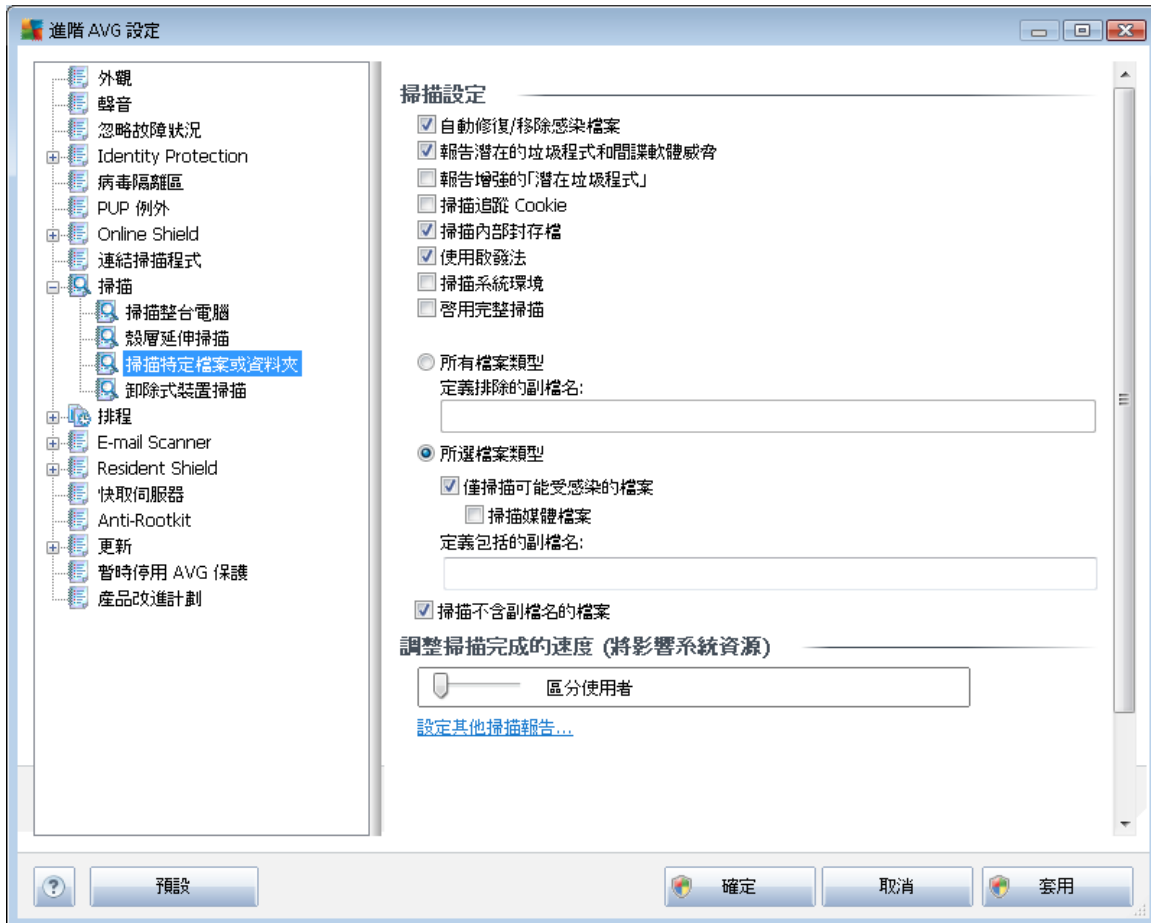 進階 AVG 設定
外觀
聲音
忽略故障狀況
Identity Protection
病毒隔離區
PUP 例外
Online Shield
連結掃描程式
掃描
掃描整台電腦
殼層延伸掃描
掃描特定檔案或資料夾
卸除式裝置掃描
排程
E-mail Scanner
Resident Shield
快取伺服器
Anti-Rootkit
更新
暫時停用 AVG 保護
產品改進計劃
掃描設定
自動修復/移除感染檔案
報告潛在的垃圾程式和間諜軟體威脅
報告增強的「潛在垃圾程式」
掃描追蹤 Cookie
掃描內部封存檔
使用啟發法
掃描系統環境
啓用完整掃描
所有檔案類型
定義排除的副檔名:
所選檔案類型
僅掃描可能受感染的檔案
掃描媒體檔案
定義包括的副檔名:
掃描不含副檔名的檔案
調整掃描完成的速度 (將影響系統資源)
區分使用者
設定其他掃描報告...
?
預設
確定
取消
套用